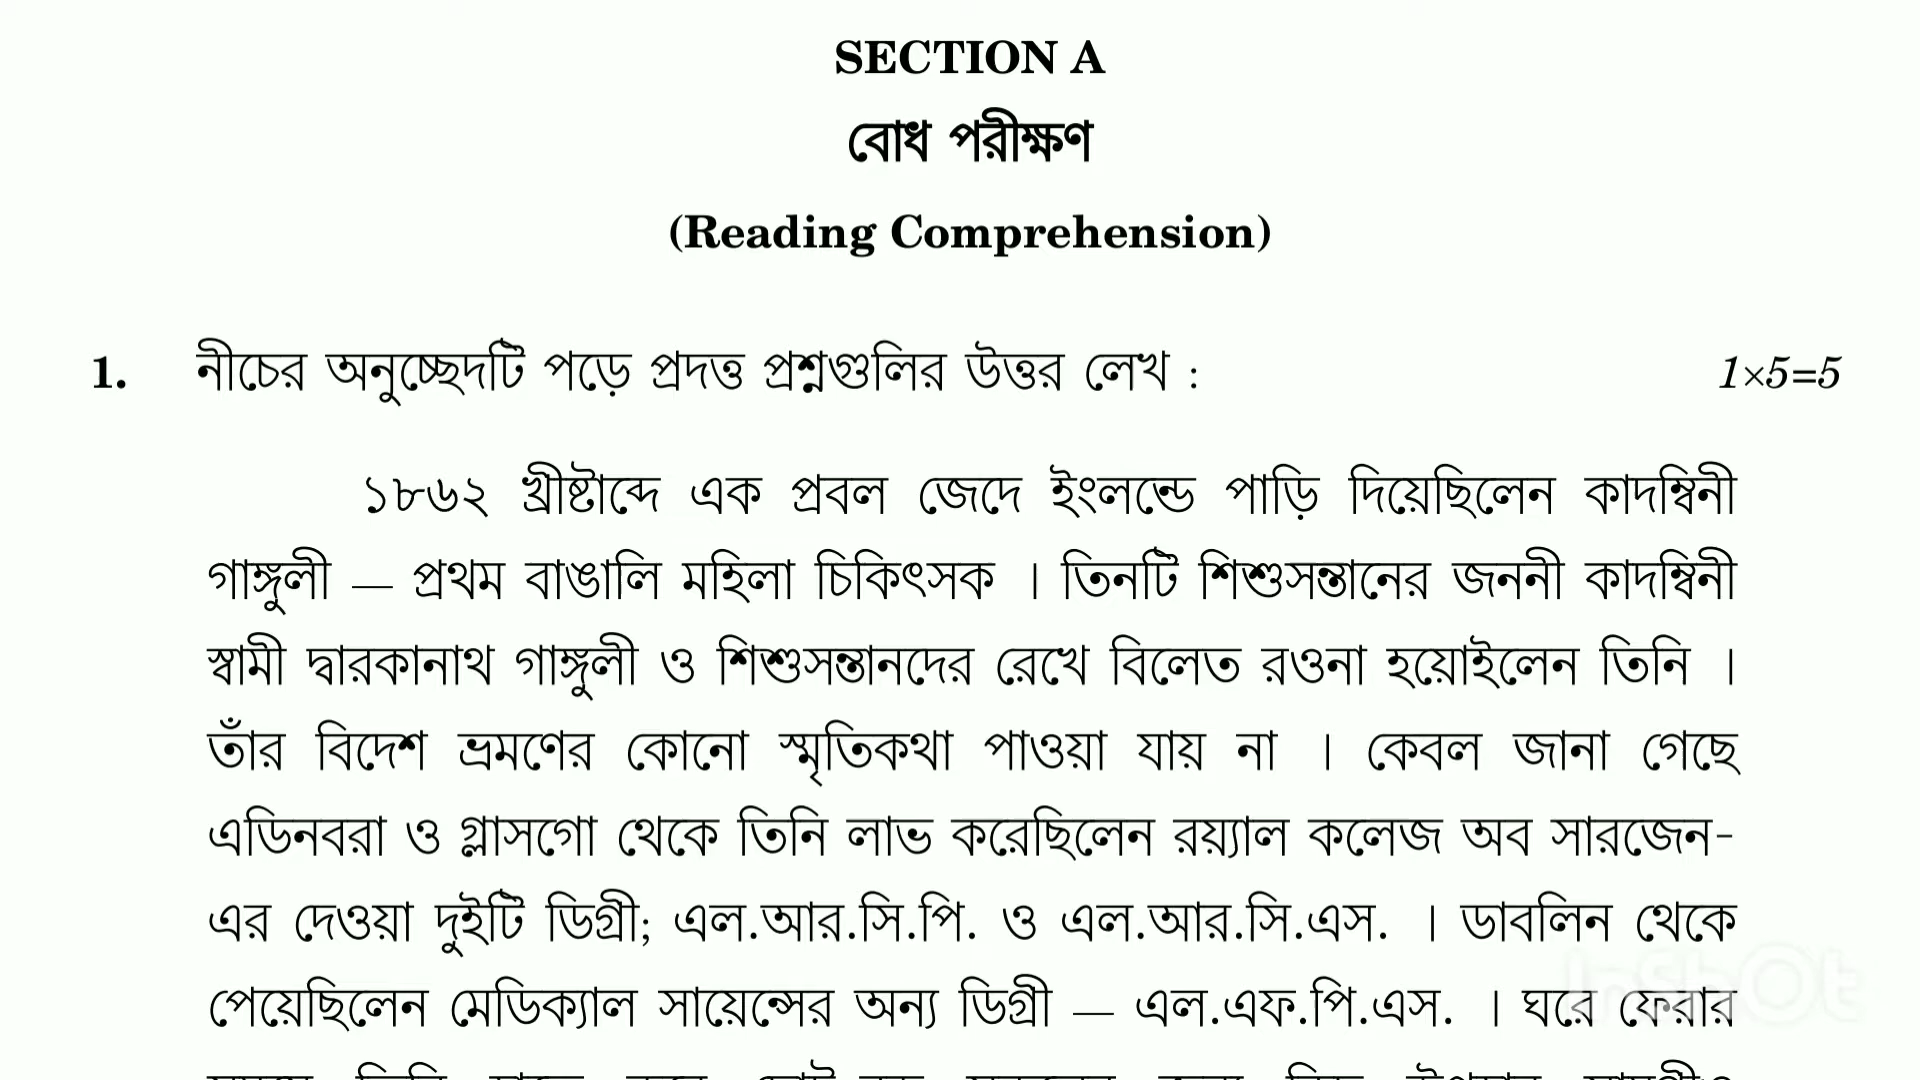 SECTION A
বোধ পরীক্ষণ
(Reading Comprehension)
1. নীচের অনুচ্ছেদটি পড়ে প্রদত্ত প্রশ্নগুলির উত্তর লেখ : 1×5=5
১৮৬২ খ্রীষ্টাব্দে এক প্রবল জেদে ইংলন্ডে পাড়ি দিয়েছিলেন কাদম্বিনী
গাঙ্গুলী — প্রথম বাঙালি মহিলা চিকিৎসক । তিনটি শিশুসন্তানের জননী কাদম্বিনী
স্বামী দ্বারকানাথ গাঙ্গুলী ও শিশুসন্তানদের রেখে বিলেত রওনা হয়োইলেন তিনি ।
তাঁর বিদেশ ভ্রমণের কোনো স্মৃতিকথা পাওয়া যায় না । কেবল জানা গেছে
এডিনবরা ও গ্লাসগো থেকে তিনি লাভ করেছিলেন রয়্যাল কলেজ অব সারজেন-
এর দেওয়া দুইটি ডিগ্রী; এল.আর.সি.পি. ও এল.আর.সি.এস. । ডাবলিন থেকে
পেয়েছিলেন মেডিক্যাল সায়েন্সের অন্য ডিগ্রী — এল.এফ.পি.এস. । ঘরে ফেরার
InShOt